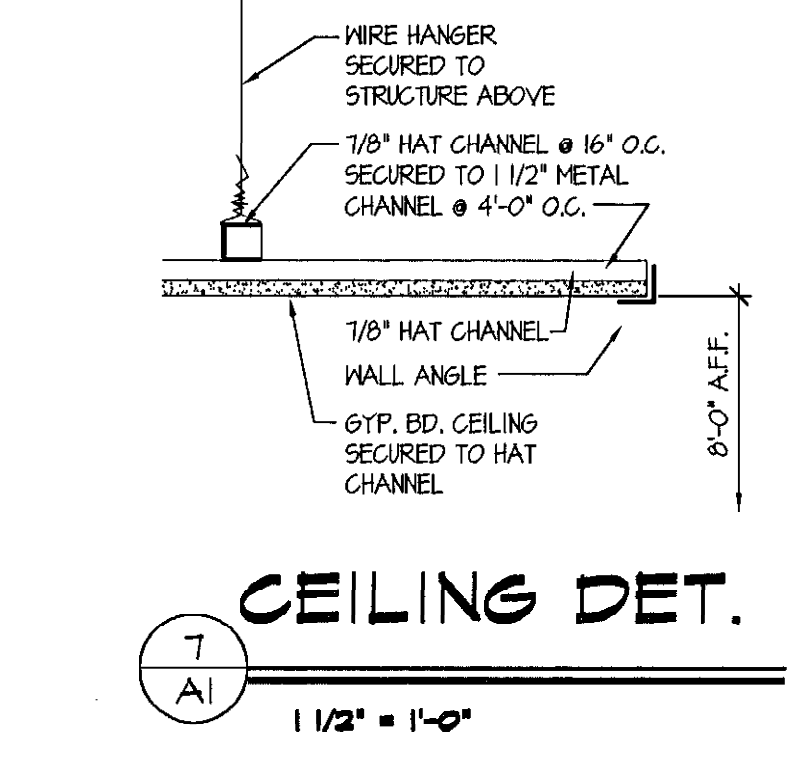 WIRE HANGER
SECURED TO
STRUCTURE ABOVE
7/8" HAT CHANNEL @ 16" O.C.
SECURED TO 1 1/2" METAL
CHANNEL @ 4'-0" O.C.
7/8" HAT CHANNEL
WALL ANGLE
GYP. BD. CEILING
SECURED TO HAT
CHANNEL
8'-0" A.F.F.
CEILING DET.
7
A1
1 1/2" = 1'-0"